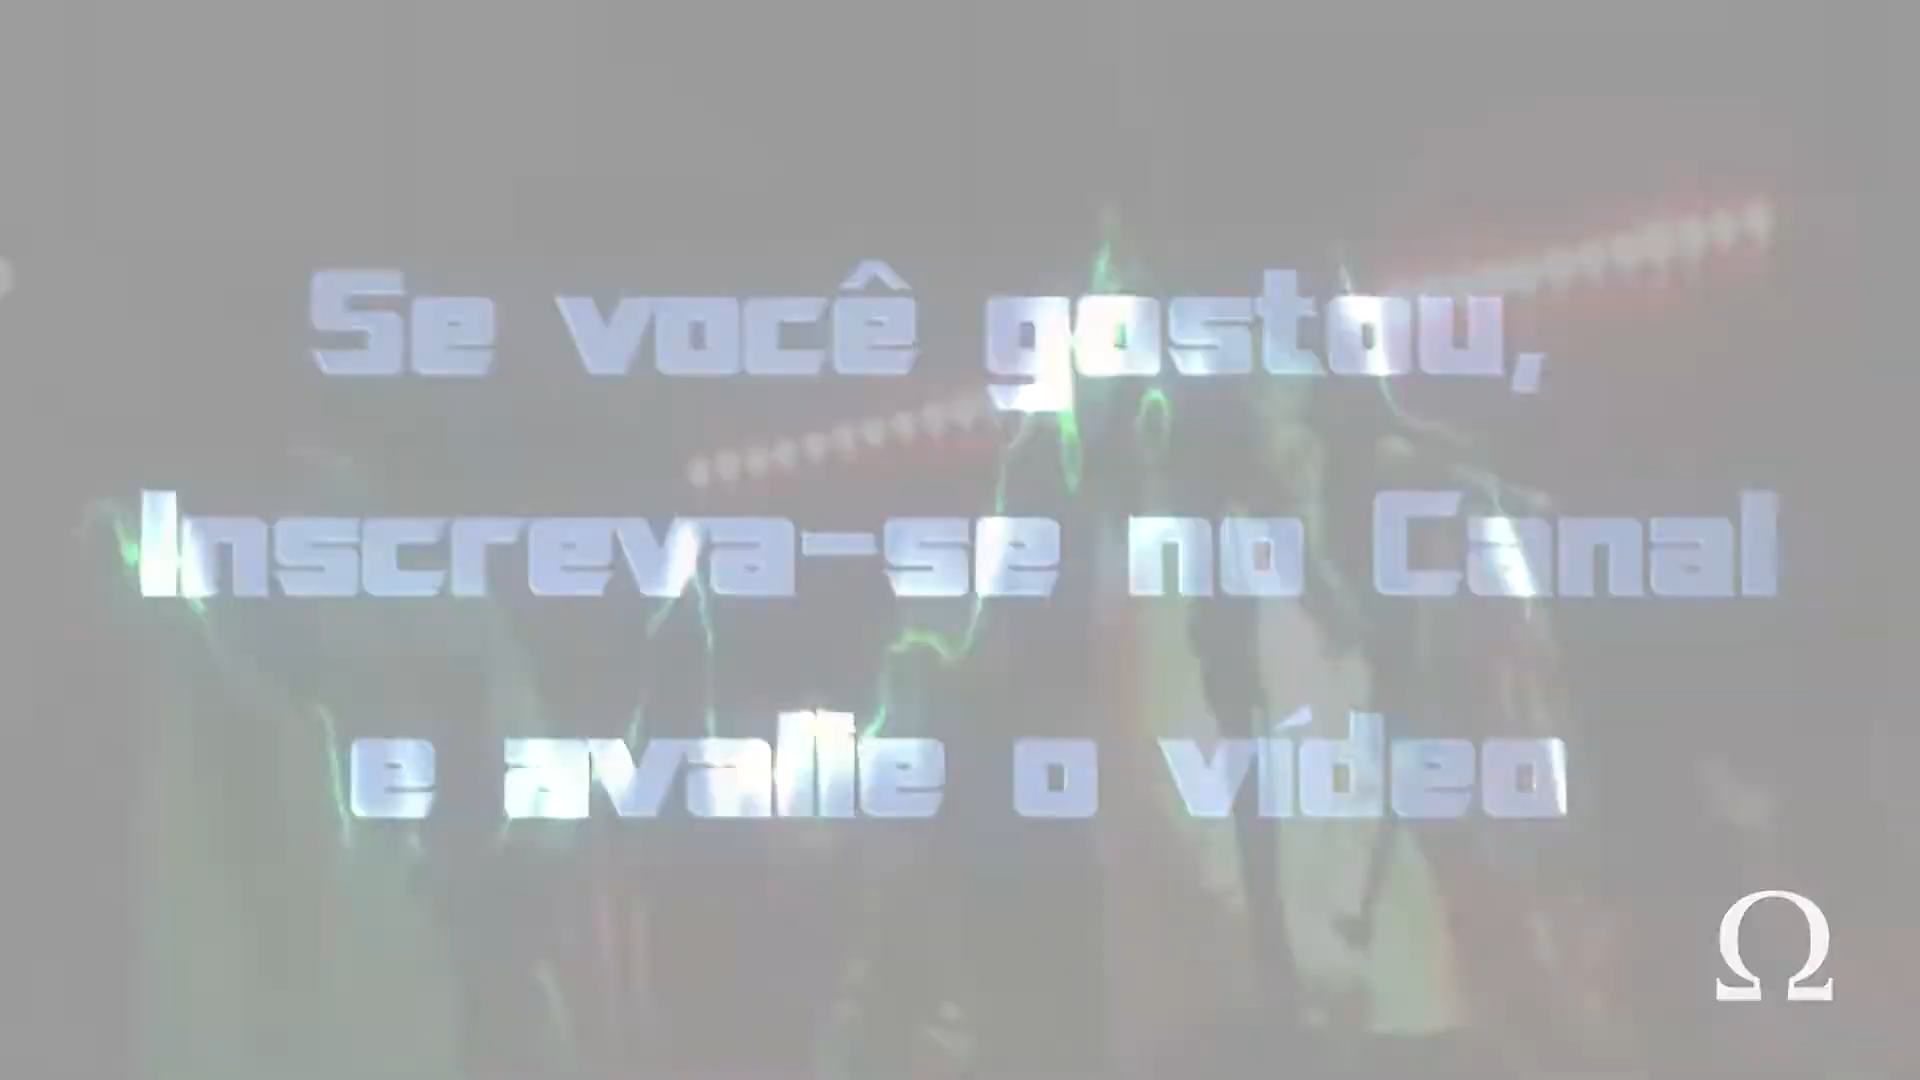 Se você gostou,
Inscreva-se no Canal
e avalie o vídeo
Ω